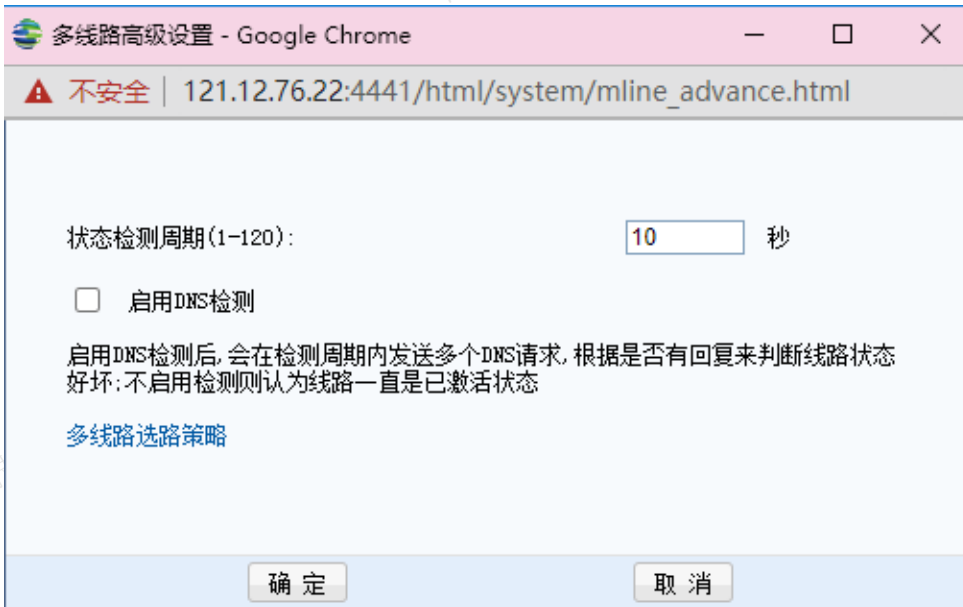 多线路高级设置 - Google Chrome
不安全 | 121.12.76.22:4441/html/system/mline_advance.html
状态检测周期(1-120): 10 秒
启用DNS检测
启用DNS检测后,会在检测周期内发送多个DNS请求,根据是否有回复来判断线路状态
好坏;不启用检测则认为线路一直是已激活状态
多线路选路策略
确 定 取 消